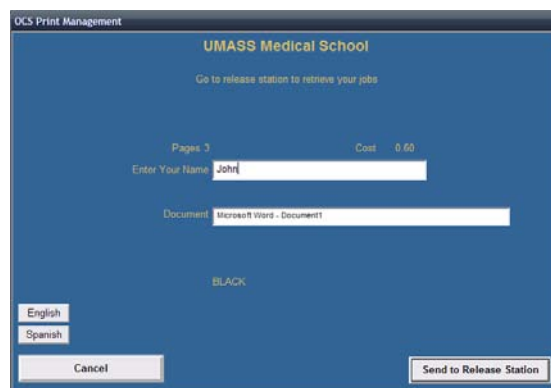 OCS Print Management
UMASS Medical School
Go to release station to retrieve your jobs
Pages 3 Cost 0.60
Enter Your Name John
Document Microsoft Word - Document1
BLACK
English
Spanish
Cancel Send to Release Station